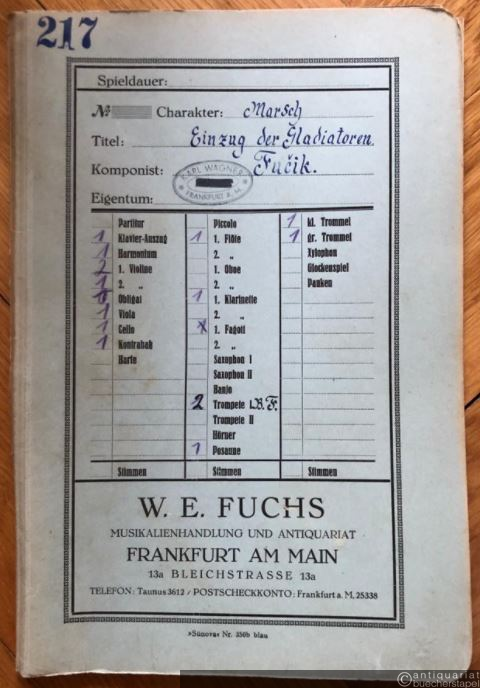 217
Spieldauer:
№ Charakter: Marsch
Titel: Einzug der Gladiatoren.
Komponist: Fučik.
KARL WAGNER
FRANKFURT A. M.
Eigentum:
Partitur
1 Klavier-Auszug
1 Harmonium
2 1. Violine
1 2. „
Obligat
1 Viola
1 Cello
1 Kontrabaß
Harfe
Stimmen
Piccolo
1 1. Flöte
2. „
1. Oboe
2. „
1 1. Klarinette
2. „
x 1. Fagott
2. „
Saxophon I
Saxophon II
Banjo
2 Trompete I. B. F.
Trompete II
Hörner
1 Posaune
Stimmen
1 kl. Trommel
1 gr. Trommel
Xylophon
Glockenspiel
Pauken
Stimmen
W. E. FUCHS
MUSIKALIENHANDLUNG UND ANTIQUARIAT
FRANKFURT AM MAIN
13a BLEICHSTRASSE 13a
TELEFON: Taunus 3612 / POSTSCHECKKONTO: Frankfurt a. M. 25338
»Sünova« Nr. 350b blau
antiquariat
buecherstapel